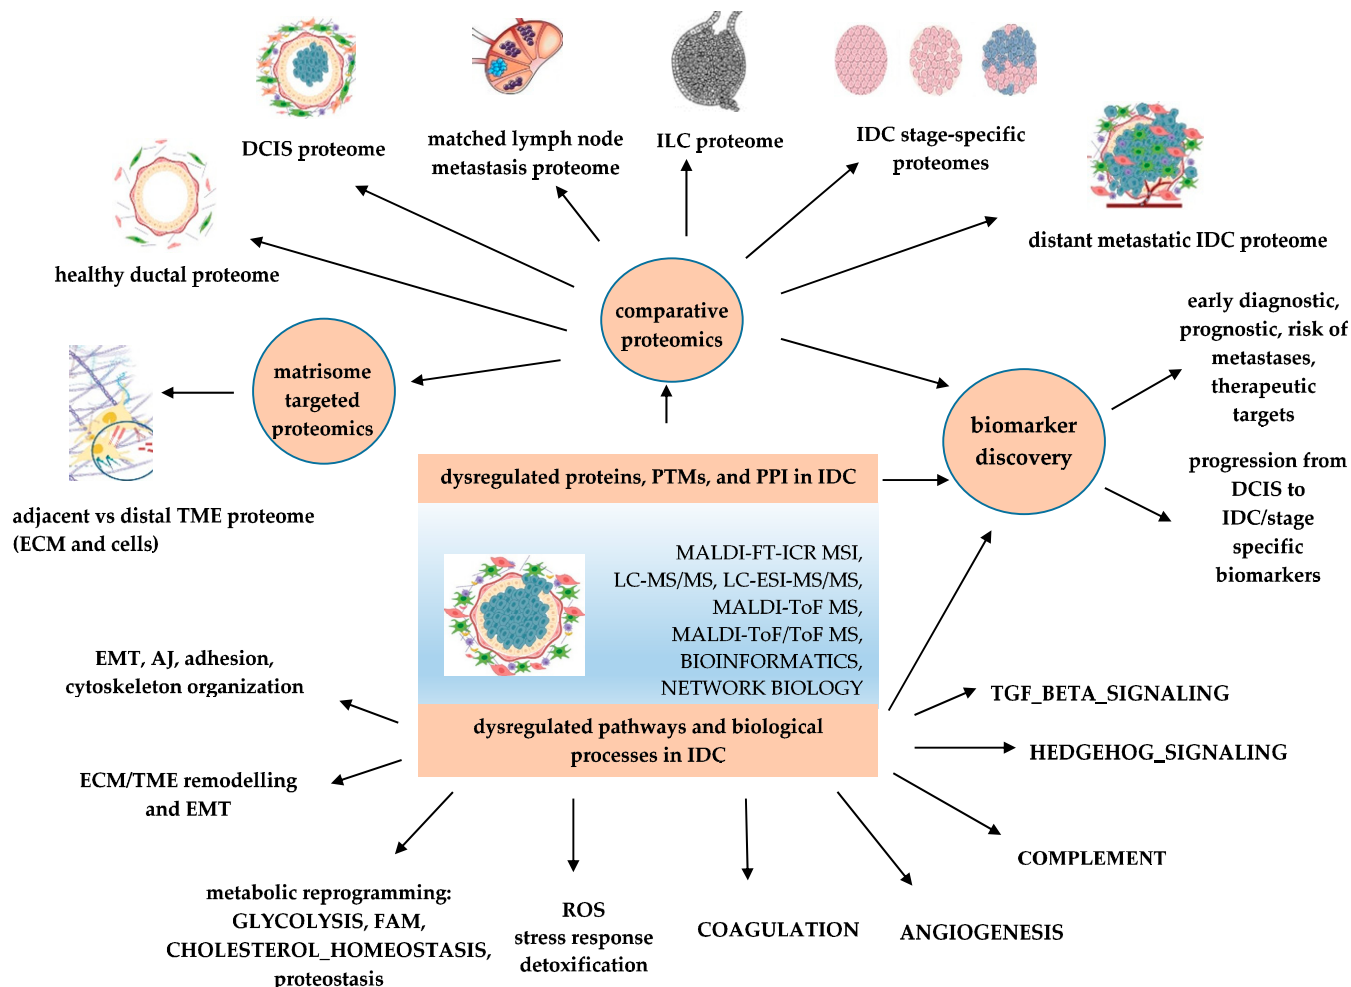 DCIS proteome
matched lymph node
metastasis proteome
ILC proteome
IDC stage-specific
proteomes
distant metastatic IDC proteome
healthy ductal proteome
comparative
proteomics
matrisome
targeted
proteomics
adjacent vs distal TME proteome
(ECM and cells)
biomarker
discovery
early diagnostic,
prognostic, risk of
metastases,
therapeutic
targets
progression from
DCIS to
IDC/stage
specific
biomarkers
dysregulated proteins, PTMs, and PPI in IDC
MALDI-FT-ICR MSI,
LC-MS/MS, LC-ESI-MS/MS,
MALDI-ToF MS,
MALDI-ToF/ToF MS,
BIOINFORMATICS,
NETWORK BIOLOGY
dysregulated pathways and biological
processes in IDC
EMT, AJ, adhesion,
cytoskeleton organization
ECM/TME remodelling
and EMT
metabolic reprogramming:
GLYCOLYSIS, FAM,
CHOLESTEROL_HOMEOSTASIS,
proteostasis
ROS
stress response
detoxification
COAGULATION
ANGIOGENESIS
COMPLEMENT
HEDGEHOG_SIGNALING
TGF_BETA_SIGNALING